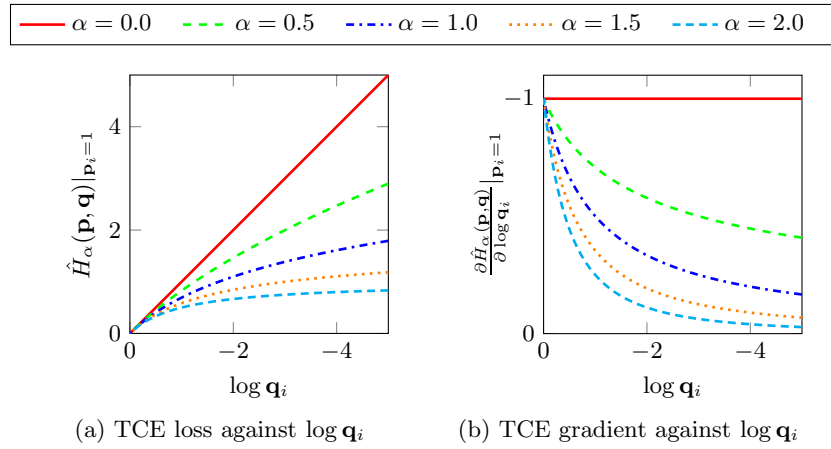 α = 0.0 α = 0.5 α = 1.0 α = 1.5 α = 2.0
4
2
0
0 −2 −4
Ĥα(p, q)|pᵢ=1
log qᵢ
(a) TCE loss against log qᵢ
−1
0
0 −2 −4
∂Ĥα(p,q)/∂ log qᵢ |pᵢ=1
log qᵢ
(b) TCE gradient against log qᵢ